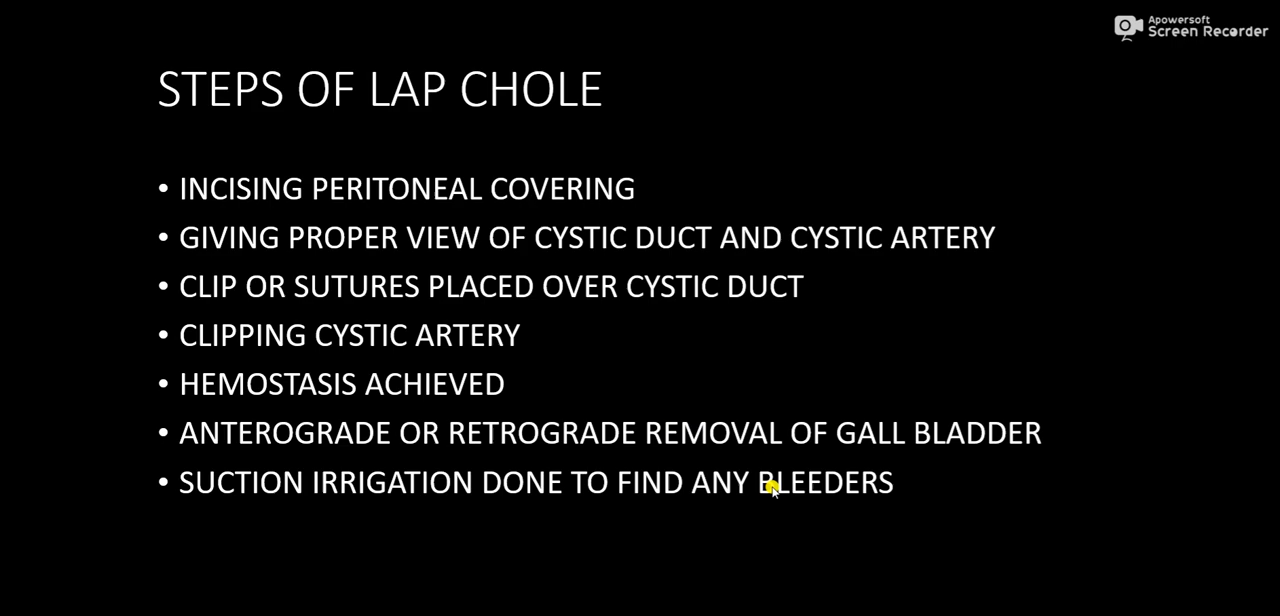 Apowersoft
Screen Recorder
STEPS OF LAP CHOLE
• INCISING PERITONEAL COVERING
• GIVING PROPER VIEW OF CYSTIC DUCT AND CYSTIC ARTERY
• CLIP OR SUTURES PLACED OVER CYSTIC DUCT
• CLIPPING CYSTIC ARTERY
• HEMOSTASIS ACHIEVED
• ANTEROGRADE OR RETROGRADE REMOVAL OF GALL BLADDER
• SUCTION IRRIGATION DONE TO FIND ANY BLEEDERS